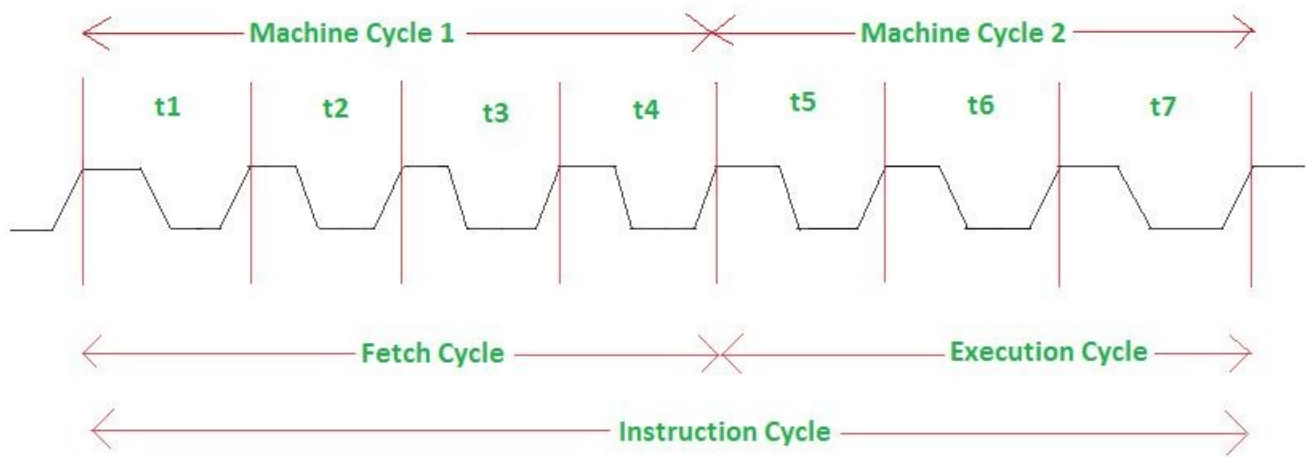 Machine Cycle 1 Machine Cycle 2
t1 t2 t3 t4 t5 t6 t7
Fetch Cycle Execution Cycle
Instruction Cycle